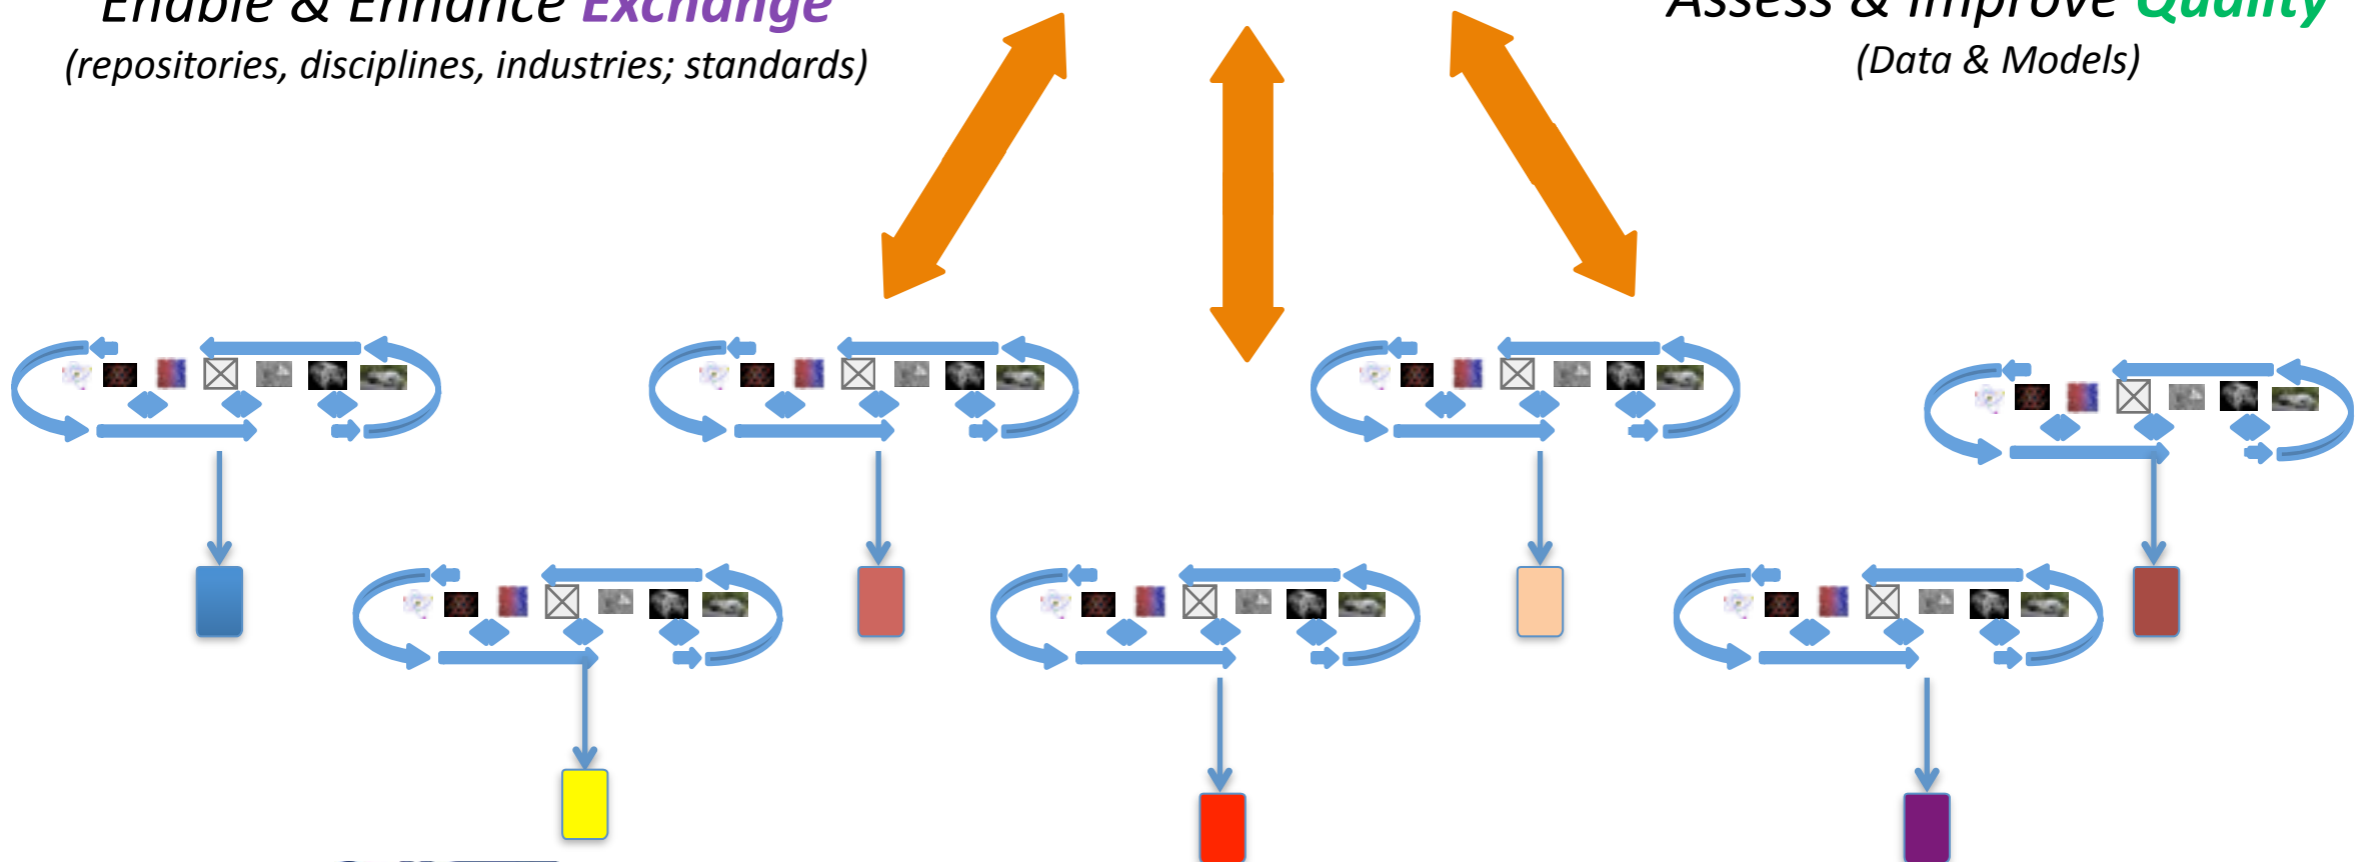 Enable & Enhance Exchange
(repositories, disciplines, industries; standards)
Assess & Improve Quality
(Data & Models)